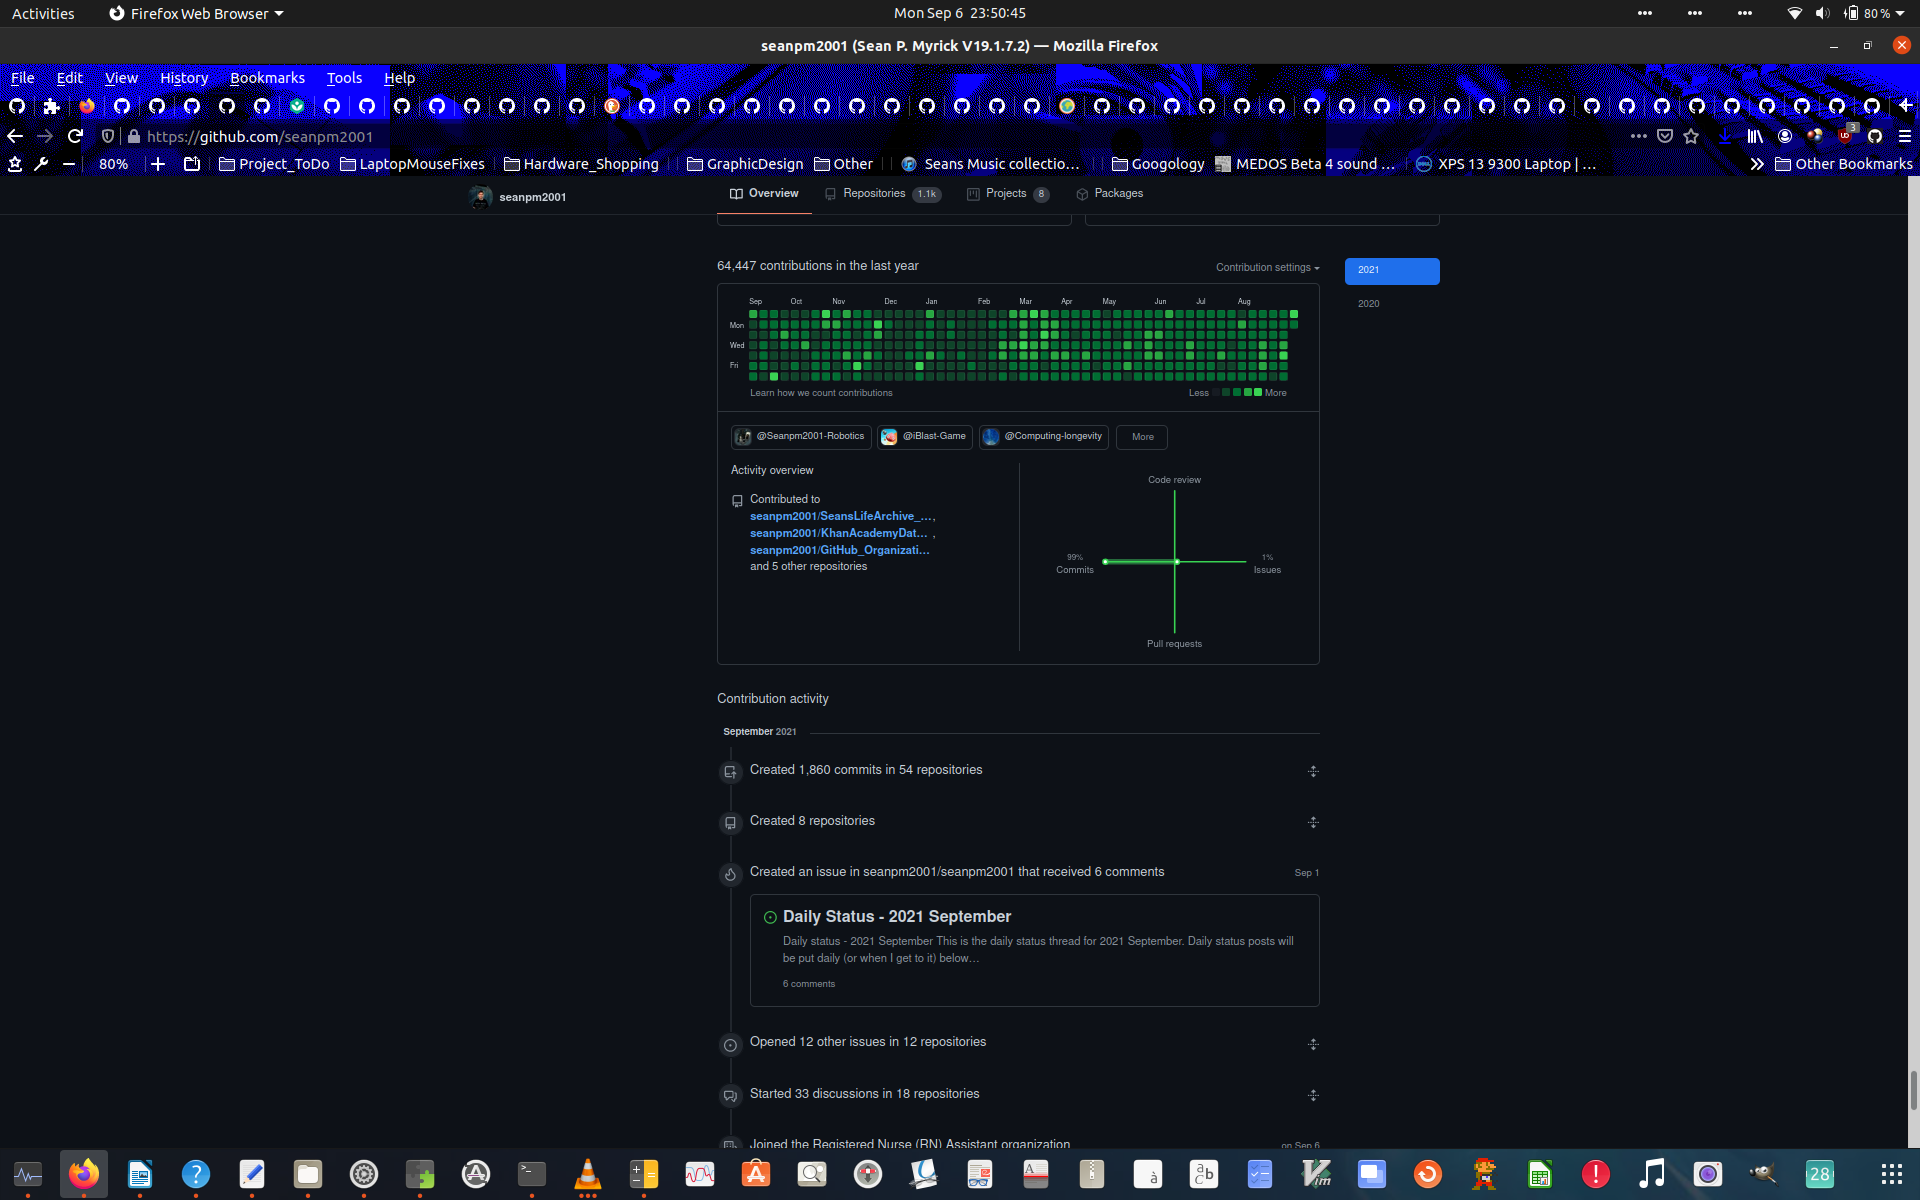 Activities Firefox Web Browser Mon Sep 6 23:50:45 80 %
seanpm2001 (Sean P. Myrick V19.1.7.2) — Mozilla Firefox
File Edit View History Bookmarks Tools Help
https://github.com/seanpm2001 3
80% Project_ToDo LaptopMouseFixes Hardware_Shopping GraphicDesign Other Seans Music collectio… Googology MEDOS Beta 4 sound … XPS 13 9300 Laptop | … Other Bookmarks
seanpm2001 Overview Repositories 1.1k Projects 8 Packages
64,447 contributions in the last year Contribution settings 2021
2020
Sep Oct Nov Dec Jan Feb Mar Apr May Jun Jul Aug
Mon
Wed
Fri
Learn how we count contributions Less More
@Seanpm2001-Robotics @iBlast-Game @Computing-longevity More
Activity overview
Contributed to
seanpm2001/SeansLifeArchive_…,
seanpm2001/KhanAcademyDat… ,
seanpm2001/GitHub_Organizati…
and 5 other repositories
Code review
99%
Commits
1%
Issues
Pull requests
Contribution activity
September 2021
Created 1,860 commits in 54 repositories
Created 8 repositories
Created an issue in seanpm2001/seanpm2001 that received 6 comments Sep 1
Daily Status - 2021 September
Daily status - 2021 September This is the daily status thread for 2021 September. Daily status posts will
be put daily (or when I get to it) below…
6 comments
Opened 12 other issues in 12 repositories
Started 33 discussions in 18 repositories
Joined the Registered Nurse (RN) Assistant organization on Sep 6
28